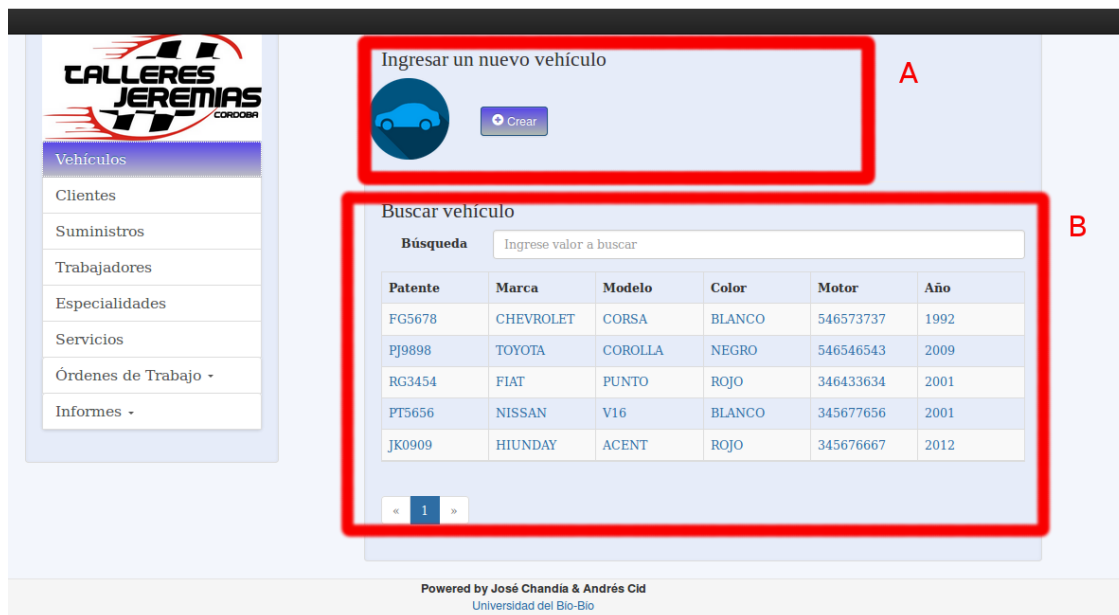 TALLERES
JEREMIAS
CORDOBA
Vehículos
Clientes
Suministros
Trabajadores
Especialidades
Servicios
Órdenes de Trabajo
Informes
Ingresar un nuevo vehículo
Crear
A
Buscar vehículo
B
Búsqueda Ingrese valor a buscar
Patente Marca Modelo Color Motor Año
FG5678 CHEVROLET CORSA BLANCO 546573737 1992
PJ9898 TOYOTA COROLLA NEGRO 546546543 2009
RG3454 FIAT PUNTO ROJO 346433634 2001
PT5656 NISSAN V16 BLANCO 345677656 2001
JK0909 HIUNDAY ACENT ROJO 345676667 2012
« 1 »
Powered by José Chandía & Andrés Cid
Universidad del Bio-Bio